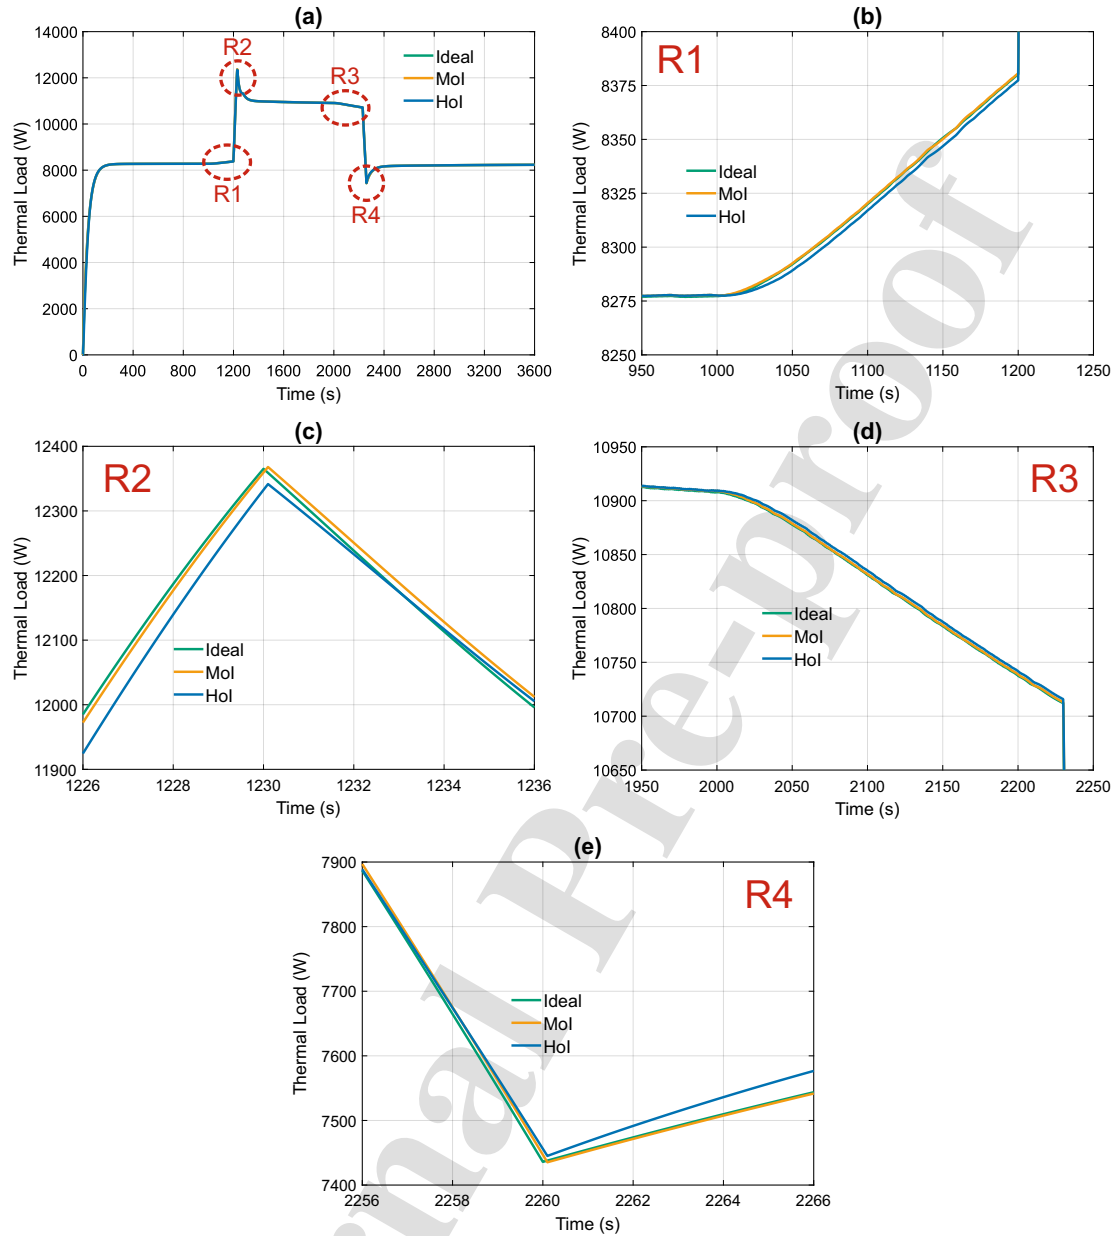 (a)
14000
12000
10000
8000
6000
4000
2000
0
Thermal Load (W)
R2
R3
R1
R4
Ideal
MoI
HoI
0 400 800 1200 1600 2000 2400 2800 3200 3600
Time (s)
(b)
8400
8375
8350
8325
8300
8275
8250
Thermal Load (W)
R1
Ideal
MoI
HoI
950 1000 1050 1100 1150 1200 1250
Time (s)
(c)
12400
12300
12200
12100
12000
11900
Thermal Load (W)
R2
Ideal
MoI
HoI
1226 1228 1230 1232 1234 1236
Time (s)
(d)
10950
10900
10850
10800
10750
10700
10650
Thermal Load (W)
R3
Ideal
MoI
HoI
1950 2000 2050 2100 2150 2200 2250
Time (s)
(e)
7900
7800
7700
7600
7500
7400
Thermal Load (W)
R4
Ideal
MoI
HoI
2256 2258 2260 2262 2264 2266
Time (s)
rnal Pre-proof